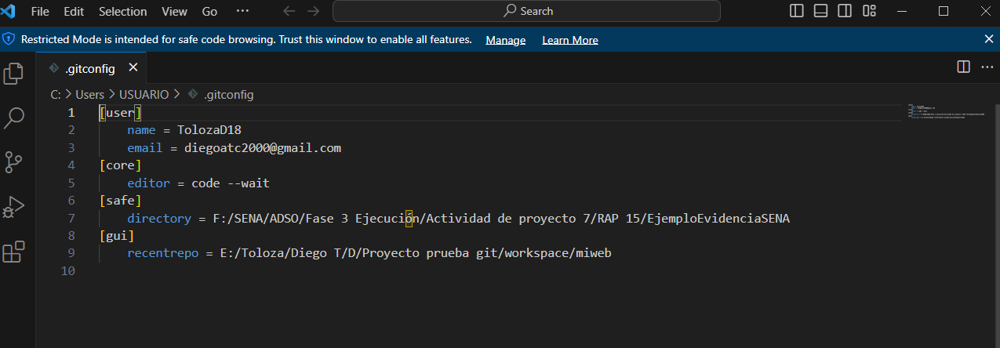 File Edit Selection View Go ··· Search
Restricted Mode is intended for safe code browsing. Trust this window to enable all features. Manage Learn More
.gitconfig
C: > Users > USUARIO > .gitconfig
1 [user]
2 name = TolozaD18
3 email = diegoatc2000@gmail.com
4 [core]
5 editor = code --wait
6 [safe]
7 directory = F:/SENA/ADSO/Fase 3 Ejecución/Actividad de proyecto 7/RAP 15/EjemploEvidenciaSENA
8 [gui]
9 recentrepo = E:/Toloza/Diego T/D/Proyecto prueba git/workspace/miweb
10